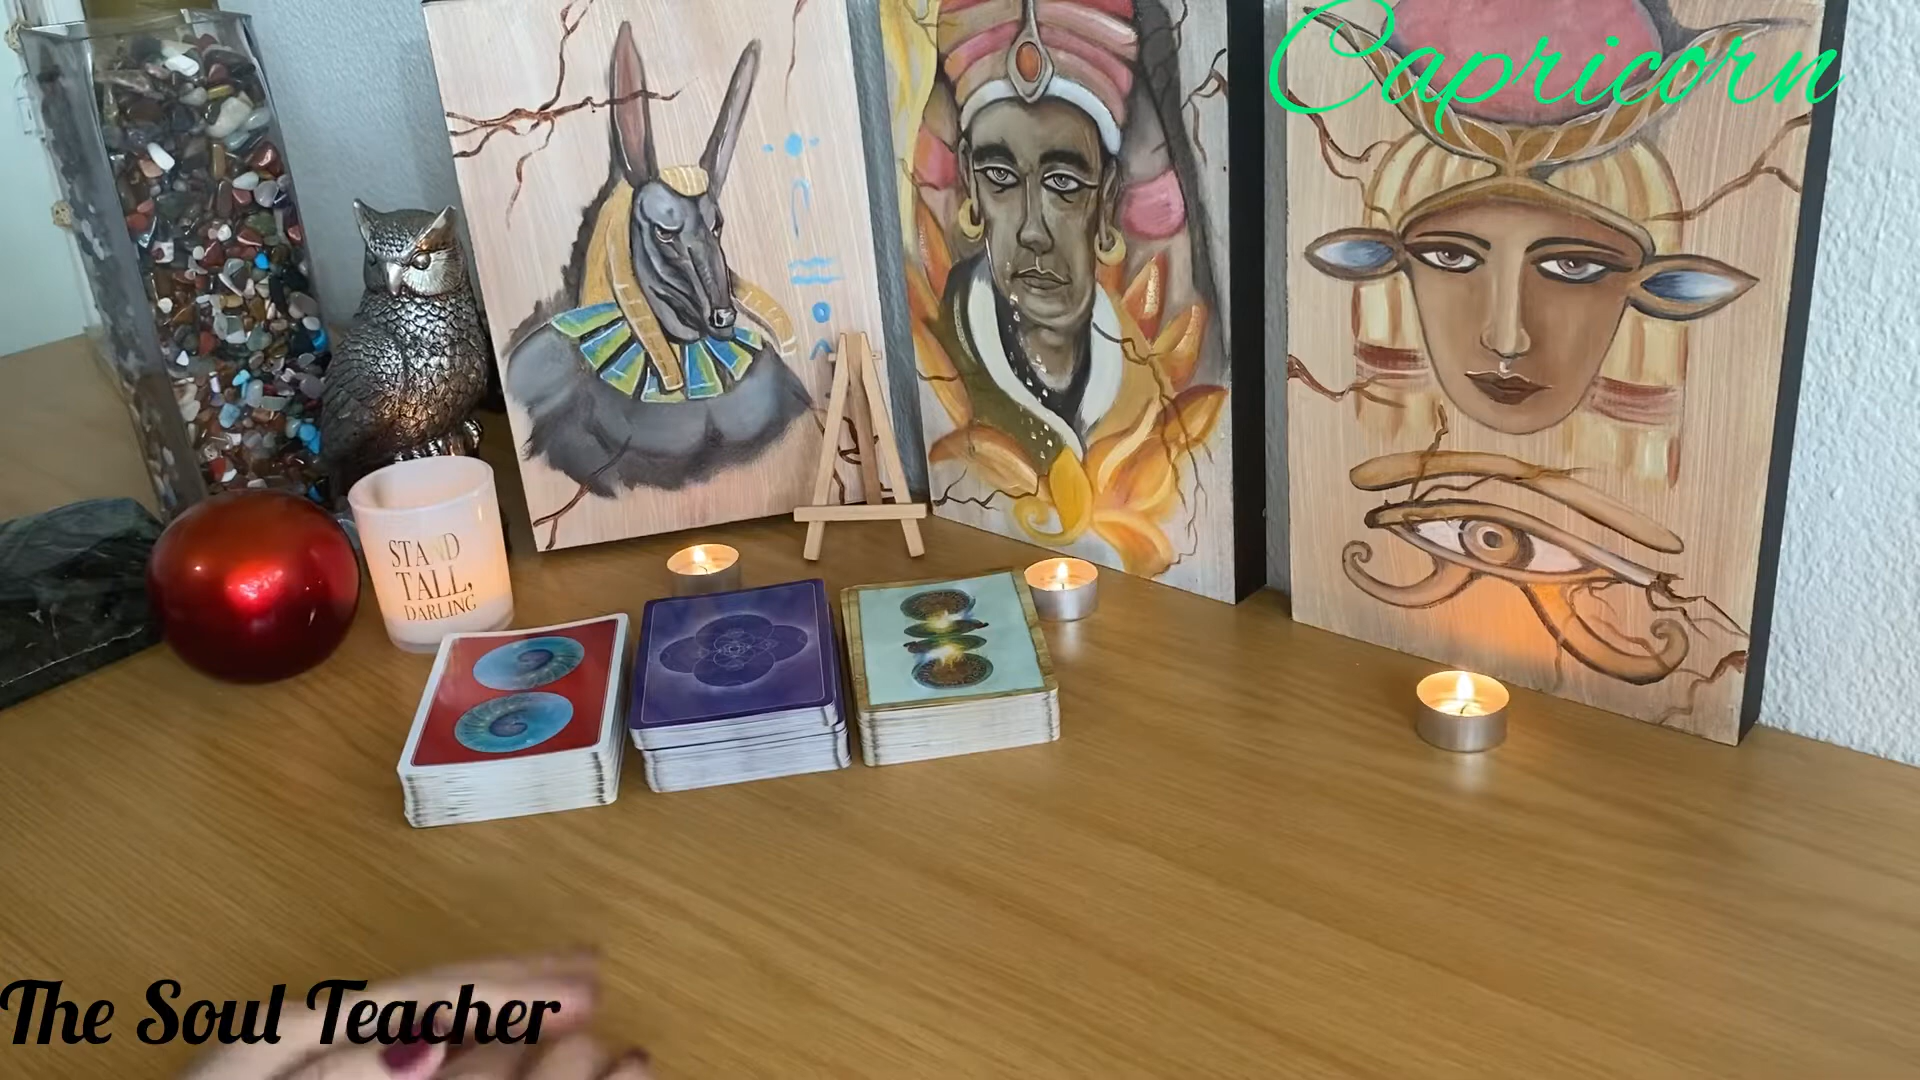 Capricorn
STAND
TALL,
DARLING
The Soul Teacher